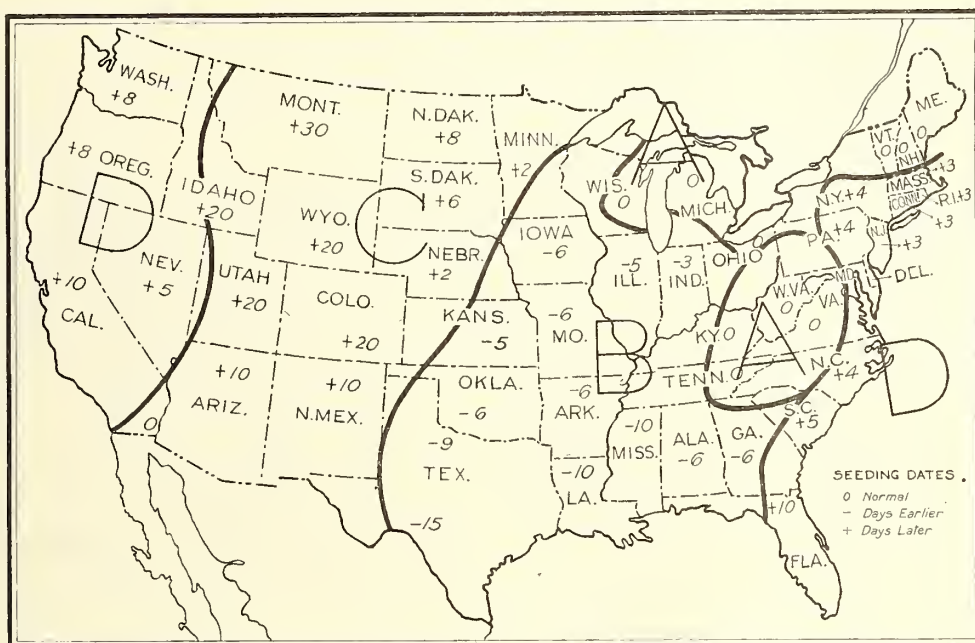 WASH.
+8
MONT.
+30
N.DAK.
+8
MINN.
+2
ME.
0
VT.
0
0
N.H.
+8 OREG.
IDAHO
+20
S.DAK.
+6
WIS.
0
A
0
MICH.
N.Y.+4
MASS.
+3
CONN.
R.I.+3
+3
D
WYO.
+20
C
NEBR.
+2
IOWA
-6
OHIO
0
PA.+4
N.J.
+3
NEV.
+5
UTAH
+20
COLO.
+20
KANS.
-5
-5
ILL.
-3
IND.
W.VA.
0
MD.
VA.
0
DEL.
+10
CAL.
-6
MO.
B
KY.0
A
+10
ARIZ.
+10
N.MEX.
OKLA.
-6
-6
ARK.
TENN.0
N.C.
+4
D
0
-9
TEX.
-15
-10
LA.
-10
MISS.
ALA.
-6
GA.
-6
S.C.
+5
+10
FLA.
SEEDING DATES.
0 Normal
- Days Earlier
+ Days Later